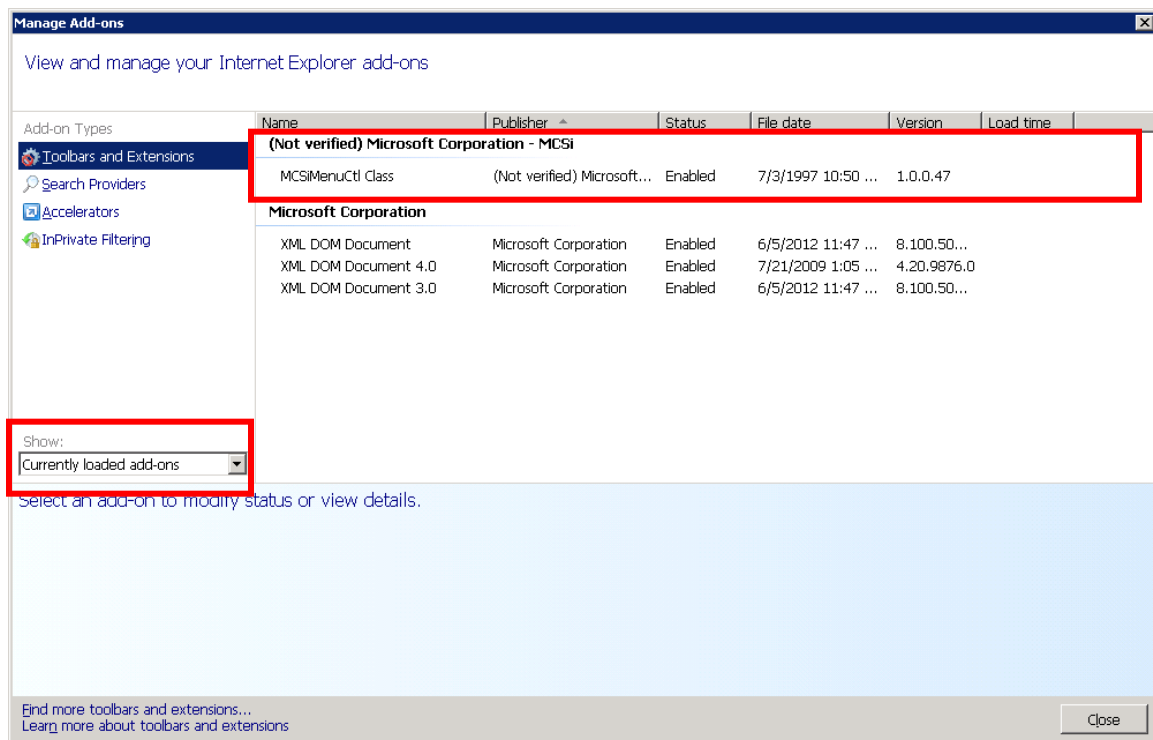 Manage Add-ons
View and manage your Internet Explorer add-ons
Add-on Types
Toolbars and Extensions
Search Providers
Accelerators
InPrivate Filtering
Show:
Currently loaded add-ons
Name Publisher Status File date Version Load time
(Not verified) Microsoft Corporation - MCSi
MCSiMenuCtl Class (Not verified) Microsoft... Enabled 7/3/1997 10:50 ... 1.0.0.47
Microsoft Corporation
XML DOM Document Microsoft Corporation Enabled 6/5/2012 11:47 ... 8.100.50...
XML DOM Document 4.0 Microsoft Corporation Enabled 7/21/2009 1:05 ... 4.20.9876.0
XML DOM Document 3.0 Microsoft Corporation Enabled 6/5/2012 11:47 ... 8.100.50...
Select an add-on to modify status or view details.
Find more toolbars and extensions...
Learn more about toolbars and extensions
Close